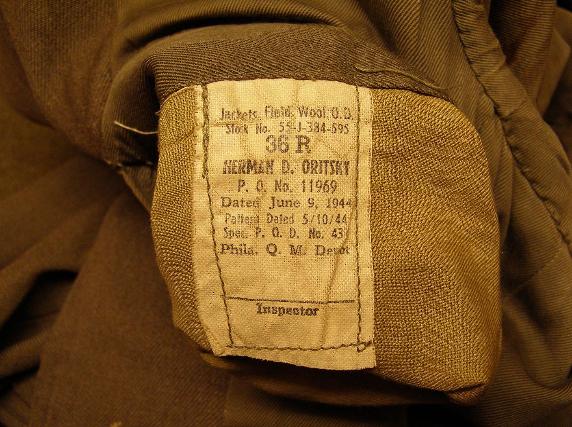 Jackets, Field, Wool, O.D.
Stock No. 55-J-384-595
36 R
HERMAN D. ORITSKY
P. O. No. 11969
Dated June 9, 1944
Pattern Dated 5/10/44
Spec. P. Q. D. No. 437
Phila. Q. M. Depot
Inspector